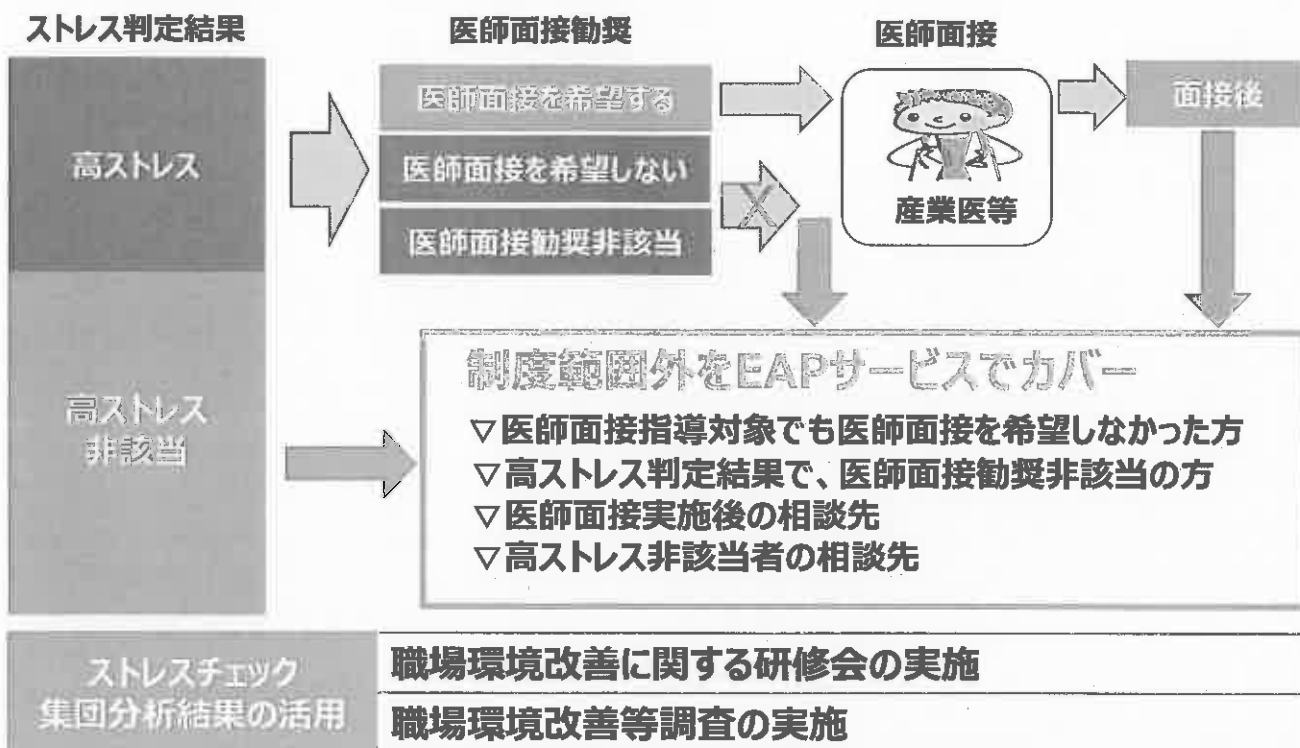 ストレス判定結果
医師面接勧奨
医師面接
高ストレス
医師面接を希望する
医師面接を希望しない
医師面接勧奨非該当
産業医等
面接後
高ストレス
非該当
制度範囲外をEAPサービスでカバー
▽医師面接指導対象でも医師面接を希望しなかった方
▽高ストレス判定結果で、医師面接勧奨非該当の方
▽医師面接実施後の相談先
▽高ストレス非該当者の相談先
ストレスチェック
集団分析結果の活用
職場環境改善に関する研修会の実施
職場環境改善等調査の実施